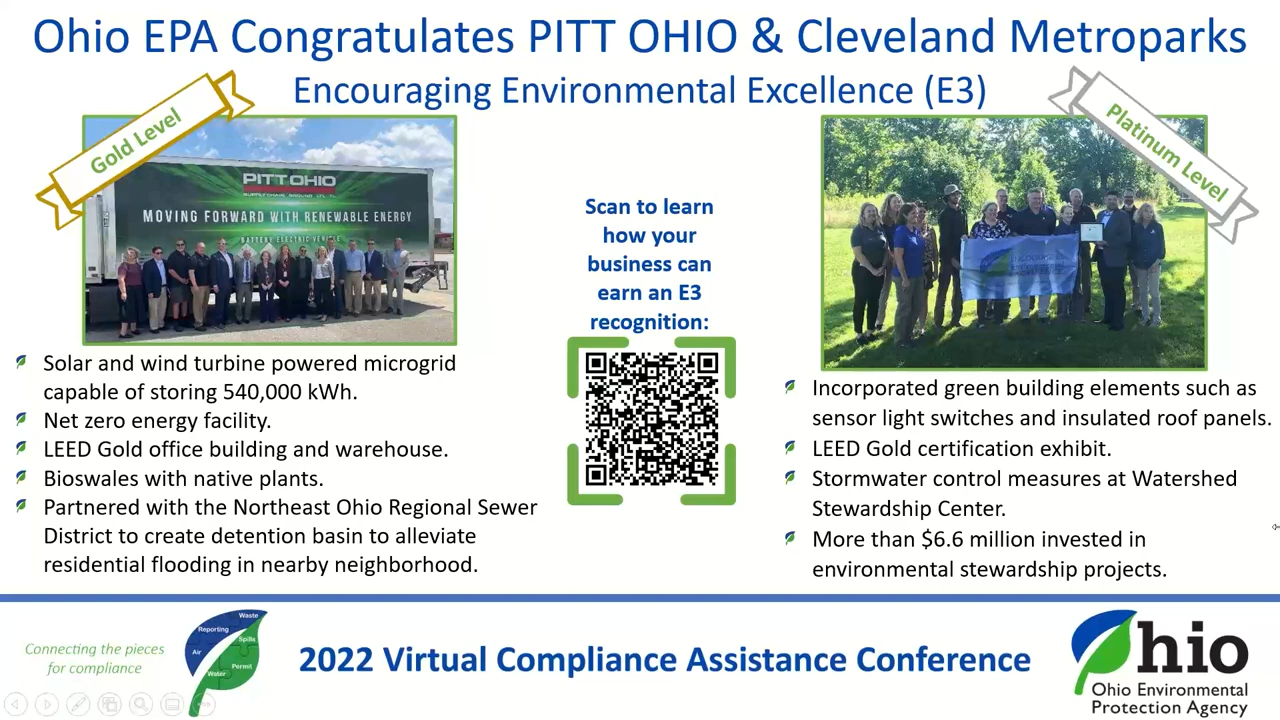 Ohio EPA Congratulates PITT OHIO & Cleveland Metroparks
Encouraging Environmental Excellence (E3)
Gold Level
PITT OHIO
MOVING FORWARD WITH RENEWABLE ENERGY
BATTERY ELECTRIC VEHICLE
Solar and wind turbine powered microgrid
capable of storing 540,000 kWh.
Net zero energy facility.
LEED Gold office building and warehouse.
Bioswales with native plants.
Partnered with the Northeast Ohio Regional Sewer
District to create detention basin to alleviate
residential flooding in nearby neighborhood.
Scan to learn
how your
business can
earn an E3
recognition:
Platinum Level
Incorporated green building elements such as
sensor light switches and insulated roof panels.
LEED Gold certification exhibit.
Stormwater control measures at Watershed
Stewardship Center.
More than $6.6 million invested in
environmental stewardship projects.
Connecting the pieces
for compliance
Waste
Reporting
Spills
Air
Permit
Water
2022 Virtual Compliance Assistance Conference
Ohio
Ohio Environmental
Protection Agency